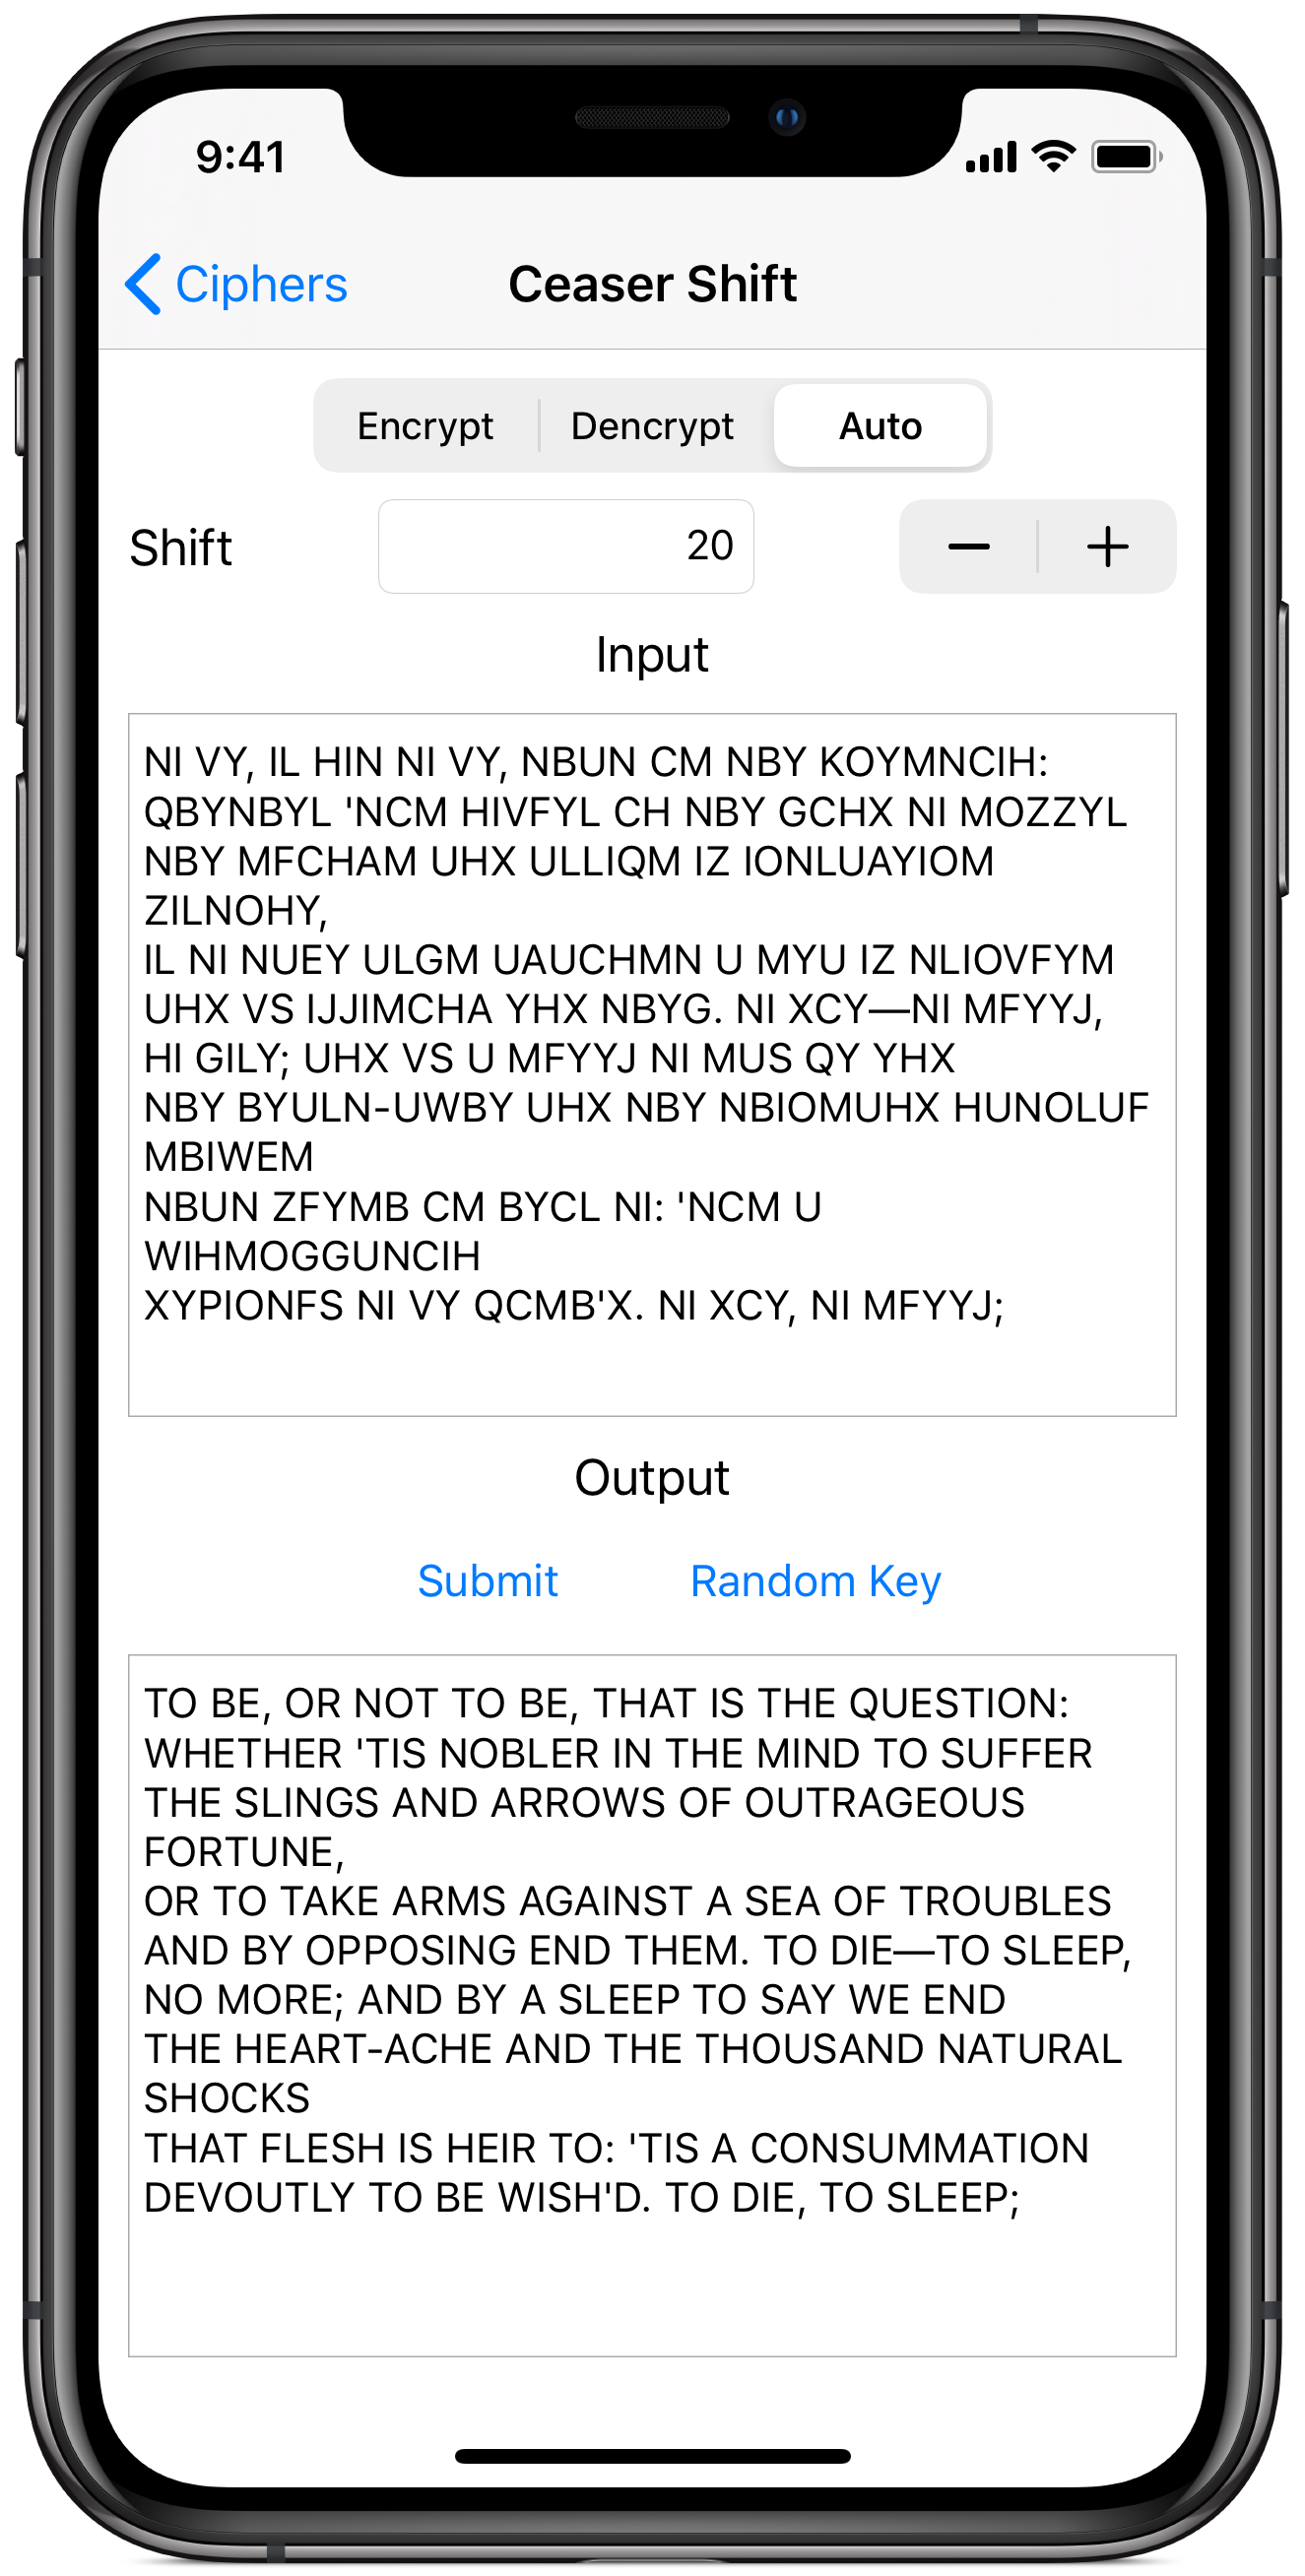 9:41
Ciphers
Ceaser Shift
Encrypt
Dencrypt
Auto
Shift
20
Input
NI VY, IL HIN NI VY, NBUN CM NBY KOYMNCIH:
QBYNBYL 'NCM HIVFYL CH NBY GCHX NI MOZZYL
NBY MFCHAM UHX ULLIQM IZ IONLUAYIOM
ZILNOHY,
IL NI NUEY ULGM UAUCHMN U MYU IZ NLIOVFYM
UHX VS IJJIMCHA YHX NBYG. NI XCY—NI MFYYJ,
HI GILY; UHX VS U MFYYJ NI MUS QY YHX
NBY BYULN-UWBY UHX NBY NBIOMUHX HUNOLUF
MBIWEM
NBUN ZFYMB CM BYCL NI: 'NCM U
WIHMOGGUNCIH
XYPIONFS NI VY QCMB'X. NI XCY, NI MFYYJ;
Output
Submit
Random Key
TO BE, OR NOT TO BE, THAT IS THE QUESTION:
WHETHER 'TIS NOBLER IN THE MIND TO SUFFER
THE SLINGS AND ARROWS OF OUTRAGEOUS
FORTUNE,
OR TO TAKE ARMS AGAINST A SEA OF TROUBLES
AND BY OPPOSING END THEM. TO DIE—TO SLEEP,
NO MORE; AND BY A SLEEP TO SAY WE END
THE HEART-ACHE AND THE THOUSAND NATURAL
SHOCKS
THAT FLESH IS HEIR TO: 'TIS A CONSUMMATION
DEVOUTLY TO BE WISH'D. TO DIE, TO SLEEP;